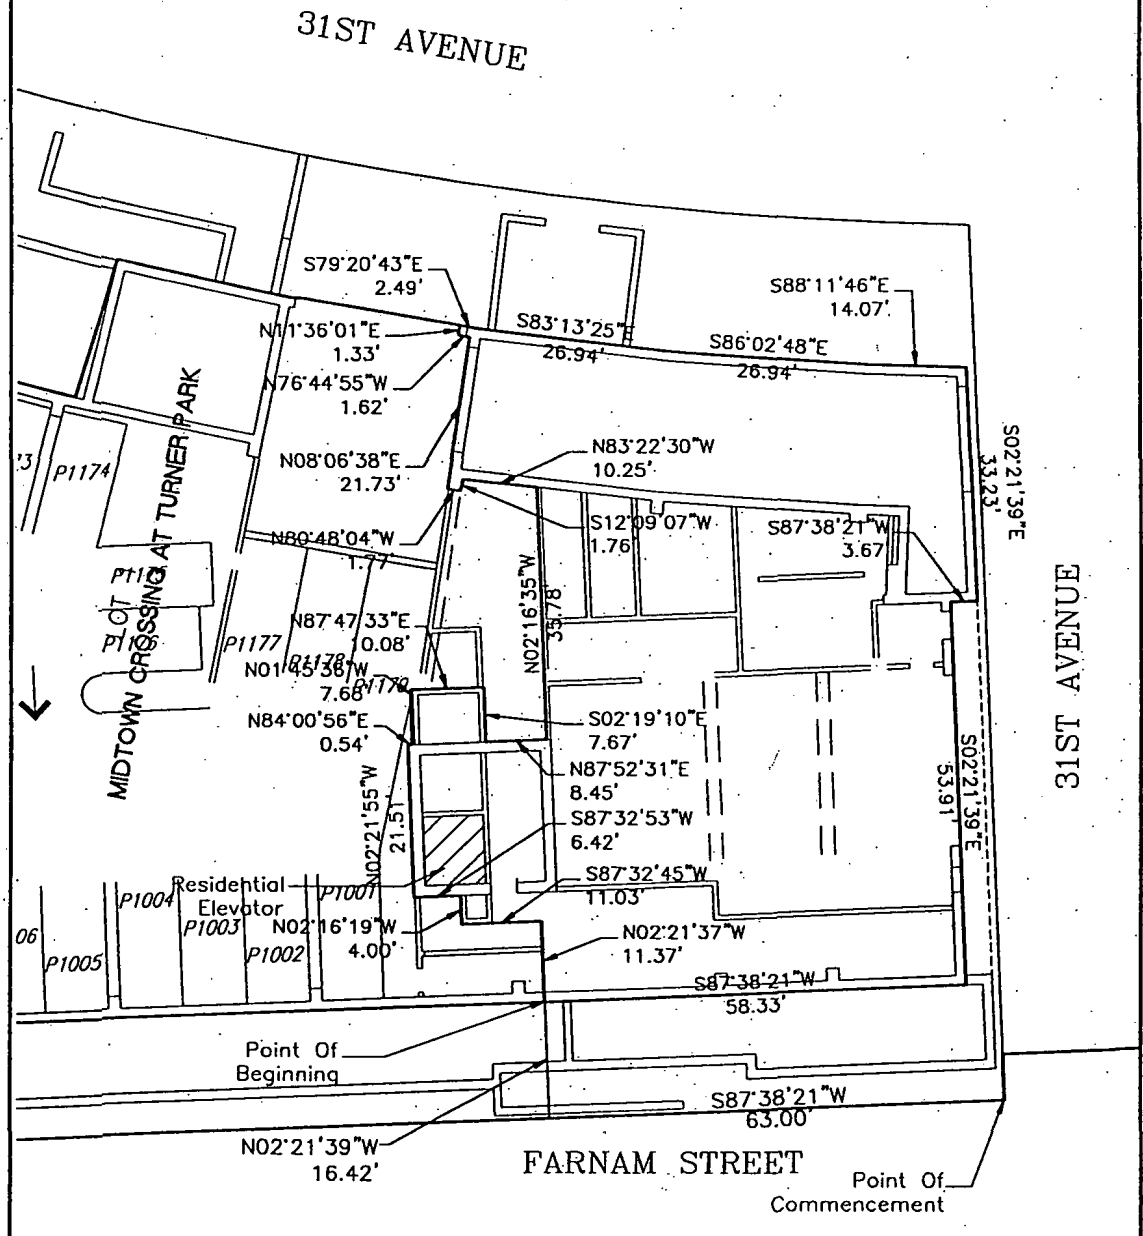 31ST AVENUE
S79°20'43"E
2.49'
S88°11'46"E
14.07'
N11°36'01"E
1.33'
S83°13'25"E
26.94'
S86°02'48"E
26.94'
N76°44'55"W
1.62'
N83°22'30"W
10.25'
S02°21'39"E
33.23'
N08°06'38"E
21.73'
P1174
S12°09'07"W
1.76'
S87°38'21"W
3.67'
N80°48'04"W
1.77'
N02°16'35"W
35.78'
31ST AVENUE
LOT
MIDTOWN CROSSING AT TURNER PARK
N87°47'33"E
10.08'
P1177
P1178
P1179
N01°45'36"W
7.68'
N84°00'56"E
0.54'
S02°19'10"E
7.67'
N87°52'31"E
8.45'
S02°21'39"E
53.91'
N02°21'55"W
21.51'
S87°32'53"W
6.42'
S87°32'45"W
11.03'
Residential
Elevator
P1001
P1004
P1003
P1002
P1005
06
N02°16'19"W
4.00'
N02°21'37"W
11.37'
S87°38'21"W
58.33'
Point Of
Beginning
S87°38'21"W
63.00'
N02°21'39"W
16.42'
FARNAM STREET
Point Of
Commencement